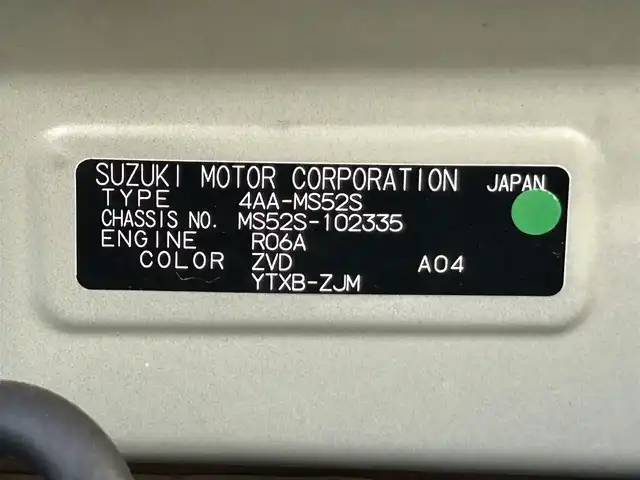 SUZUKI MOTOR CORPORATION JAPAN
TYPE 4AA-MS52S
CHASSIS NO. MS52S-102335
ENGINE R06A
COLOR ZVD A04
YTXB-ZJM